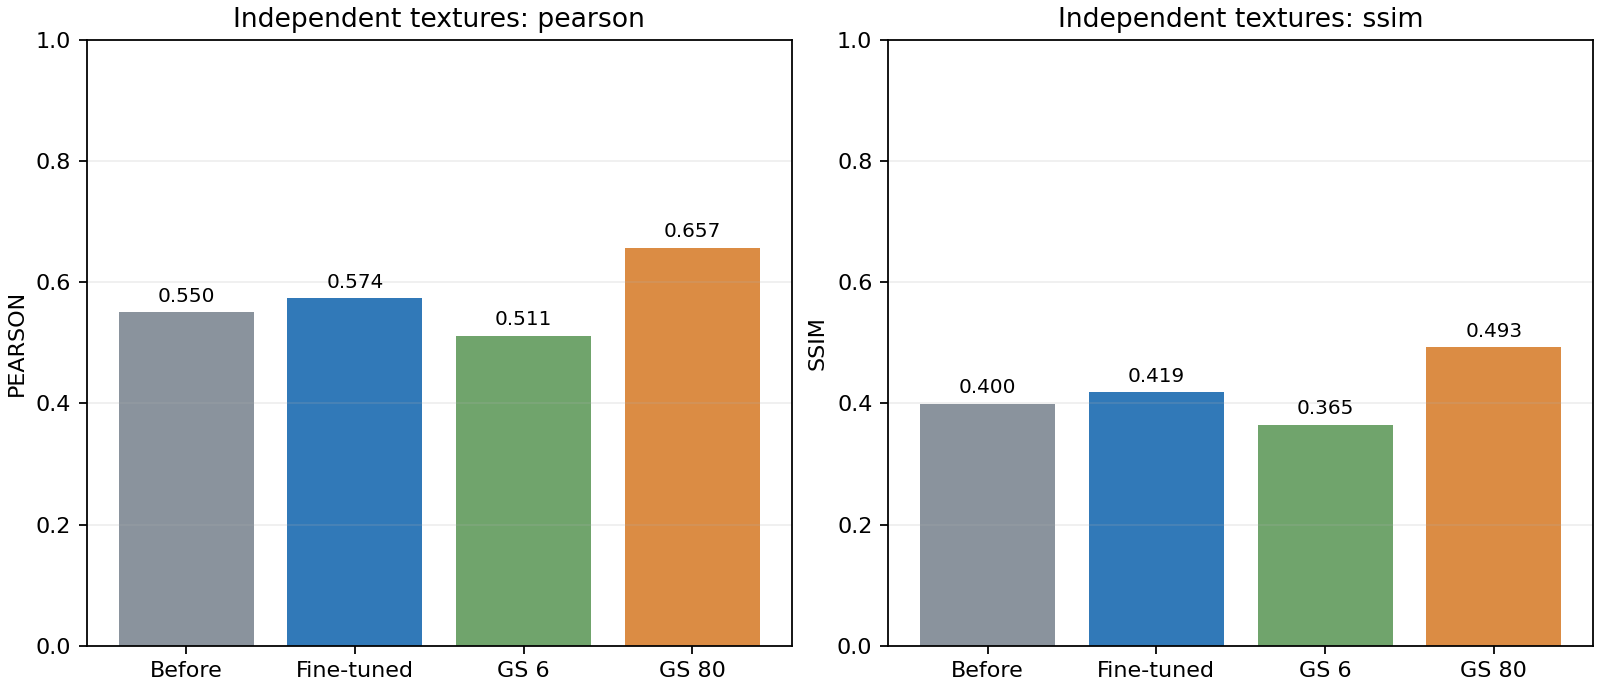 Independent textures: pearson
1.0
0.8
0.6
0.4
0.2
0.0
PEARSON
0.550
0.574
0.511
0.657
Before
Fine-tuned
GS 6
GS 80
Independent textures: ssim
1.0
0.8
0.6
0.4
0.2
0.0
SSIM
0.400
0.419
0.365
0.493
Before
Fine-tuned
GS 6
GS 80